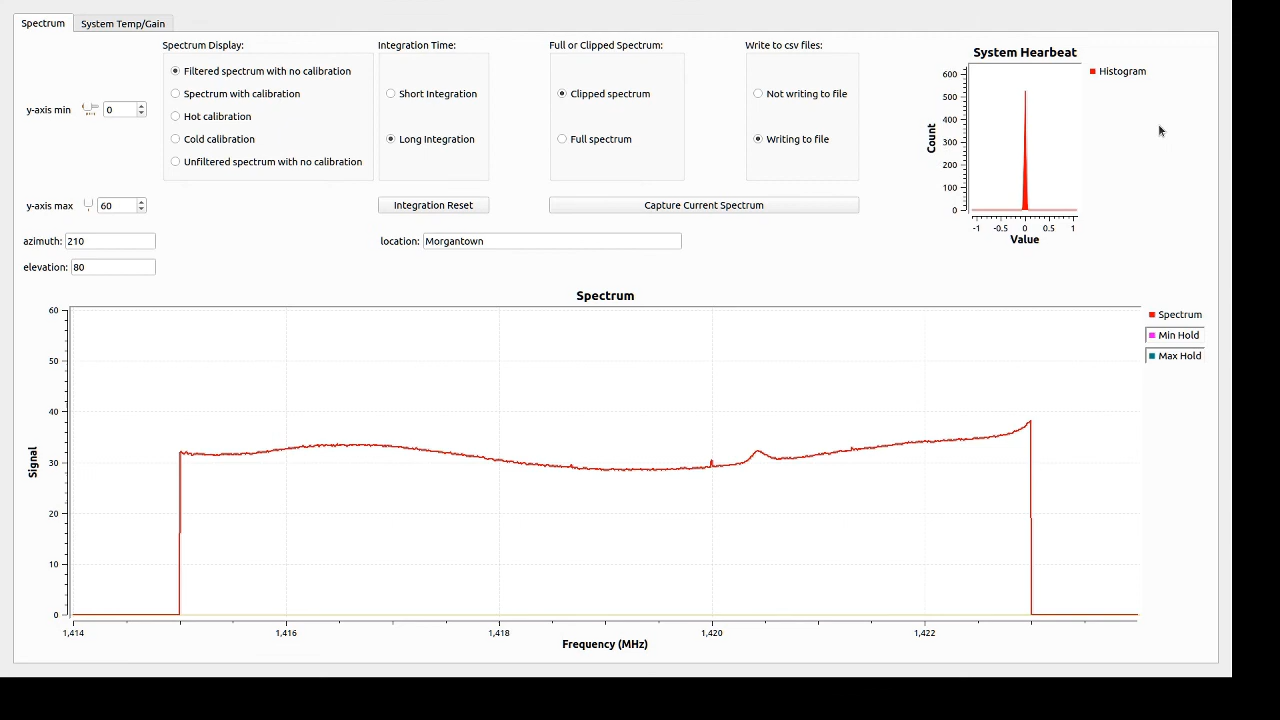 Spectrum
System Temp/Gain
Spectrum Display:
Integration Time:
Full or Clipped Spectrum:
Write to csv files:
System Hearbeat
Filtered spectrum with no calibration
Spectrum with calibration
Hot calibration
Cold calibration
Unfiltered spectrum with no calibration
Short Integration
Long Integration
Clipped spectrum
Full spectrum
Not writing to file
Writing to file
y-axis min
0
y-axis max
60
Integration Reset
Capture Current Spectrum
azimuth: 210
location: Morgantown
elevation: 80
Histogram
Count
600
500
400
300
200
100
0
-1 -0.5 0 0.5 1
Value
Spectrum
Spectrum
Min Hold
Max Hold
Signal
60
50
40
30
20
10
0
1,414 1,416 1,418 1,420 1,422
Frequency (MHz)